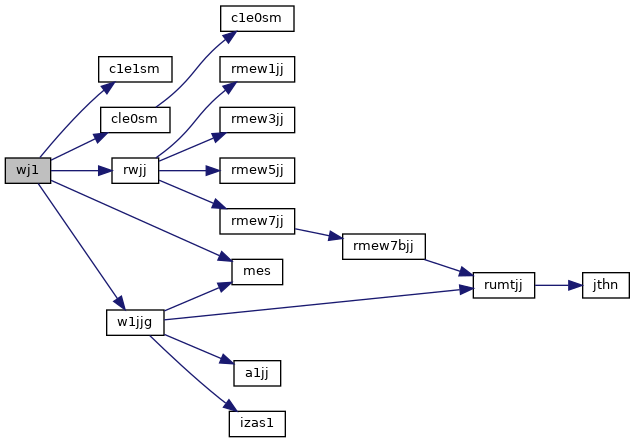 c1e0sm
c1e1sm
rmew1jj
cle0sm
rmew3jj
wj1
rwjj
rmew5jj
rmew7jj
rmew7bjj
mes
rumtjj
jthn
w1jjg
a1jj
izas1